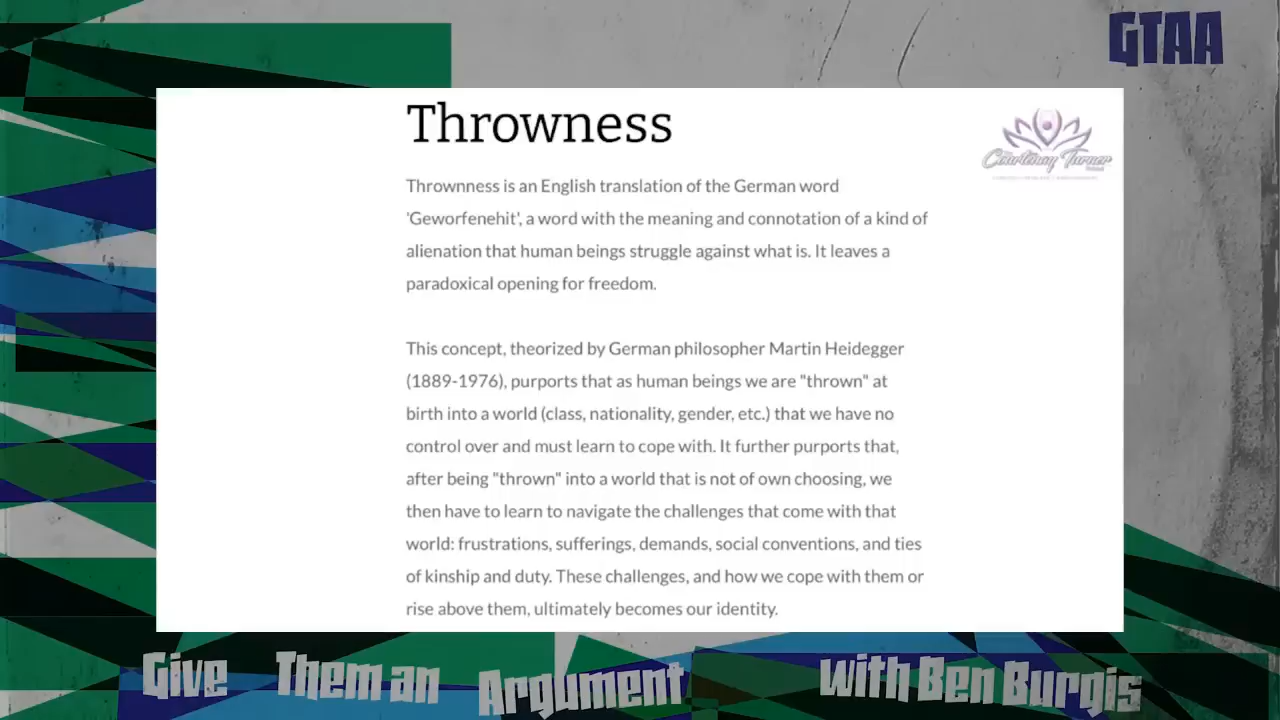 GTAA
Throwness
Courtney Turner
Thrownness is an English translation of the German word
'Geworfenehit', a word with the meaning and connotation of a kind of
alienation that human beings struggle against what is. It leaves a
paradoxical opening for freedom.
This concept, theorized by German philosopher Martin Heidegger
(1889-1976), purports that as human beings we are "thrown" at
birth into a world (class, nationality, gender, etc.) that we have no
control over and must learn to cope with. It further purports that,
after being "thrown" into a world that is not of own choosing, we
then have to learn to navigate the challenges that come with that
world: frustrations, sufferings, demands, social conventions, and ties
of kinship and duty. These challenges, and how we cope with them or
rise above them, ultimately becomes our identity.
Give Them an Argument with Ben Burgis